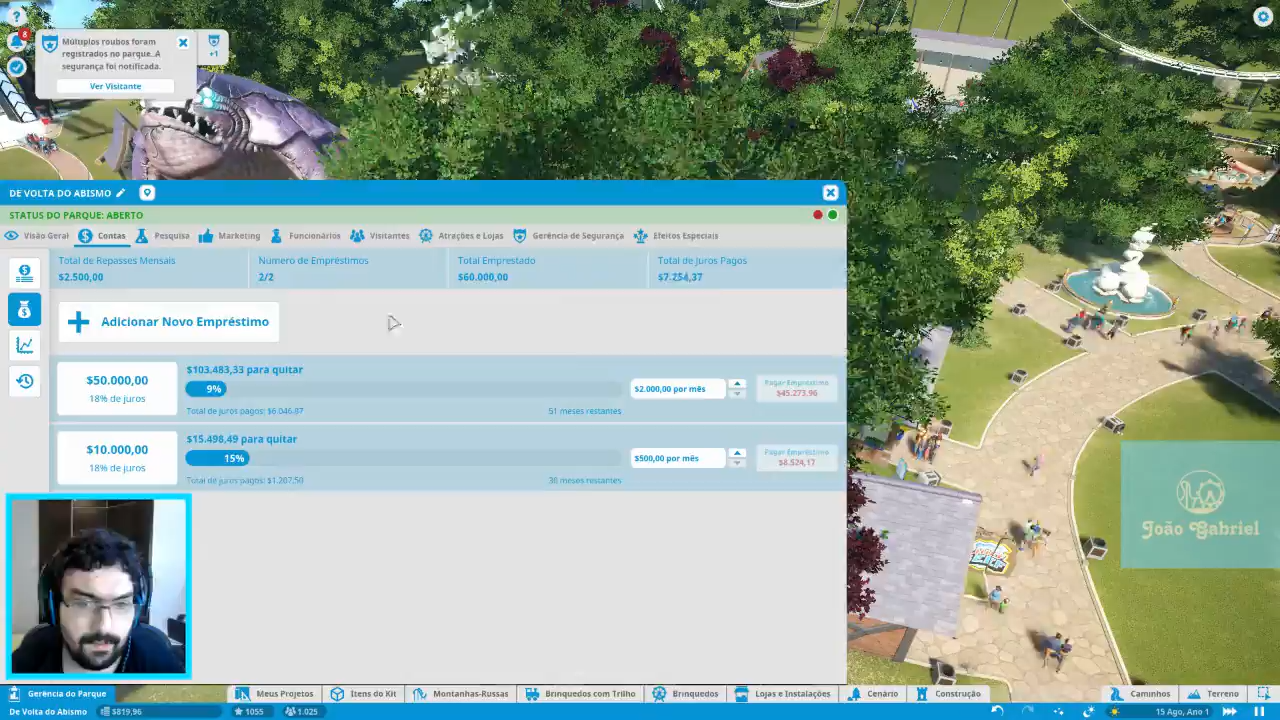 ?
6
Múltiplos roubos foram
registrados no parque. A
segurança foi notificada.
Ver Visitante
+1
DE VOLTA DO ABISMO
STATUS DO PARQUE: ABERTO
Visão Geral
Contas
Pesquisa
Marketing
Funcionários
Visitantes
Atrações e Lojas
Gerência de Segurança
Efeitos Especiais
Total de Repasses Mensais
$2.500,00
Número de Empréstimos
2/2
Total Emprestado
$60.000,00
Total de Juros Pagos
$7.254,37
Adicionar Novo Empréstimo
$50.000,00
18% de juros
$103.483,33 para quitar
9%
Total de juros pagos: $6.046,87
51 meses restantes
$2.000,00 por mês
Pagar Empréstimo
$45.273,96
$10.000,00
18% de juros
$15.498,49 para quitar
15%
Total de juros pagos: $1.207,50
30 meses restantes
$500,00 por mês
Pagar Empréstimo
$8.524,17
João Gabriel
Gerência do Parque
Meus Projetos
Itens do Kit
Montanhas-Russas
Brinquedos com Trilho
Brinquedos
Lojas e Instalações
Cenário
Construção
Caminhos
Terreno
De Volta do Abismo
$819,96
1055
1.025
15 Ago, Ano 1